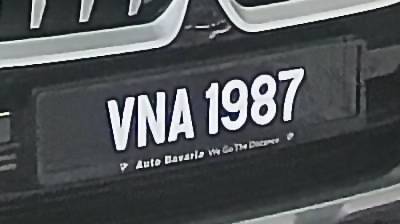 VNA 1987
Auto Bavaria We Go The Distance